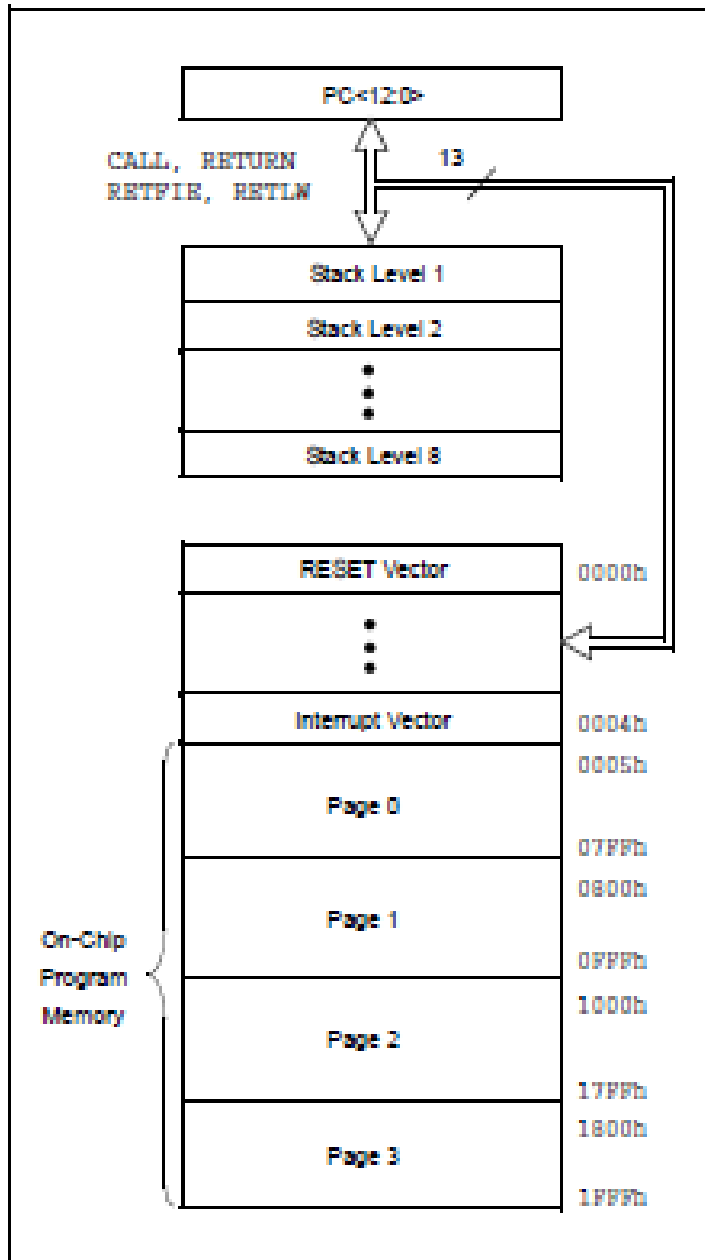 PC<12:0>
CALL, RETURN
RETFIE, RETLW
13
Stack Level 1
Stack Level 2
Stack Level 8
RESET Vector
0000h
Interrupt Vector
0004h
0005h
Page 0
07FFh
0800h
Page 1
0FFFh
On-Chip
Program
Memory
1000h
Page 2
17FFh
1800h
Page 3
1FFFh